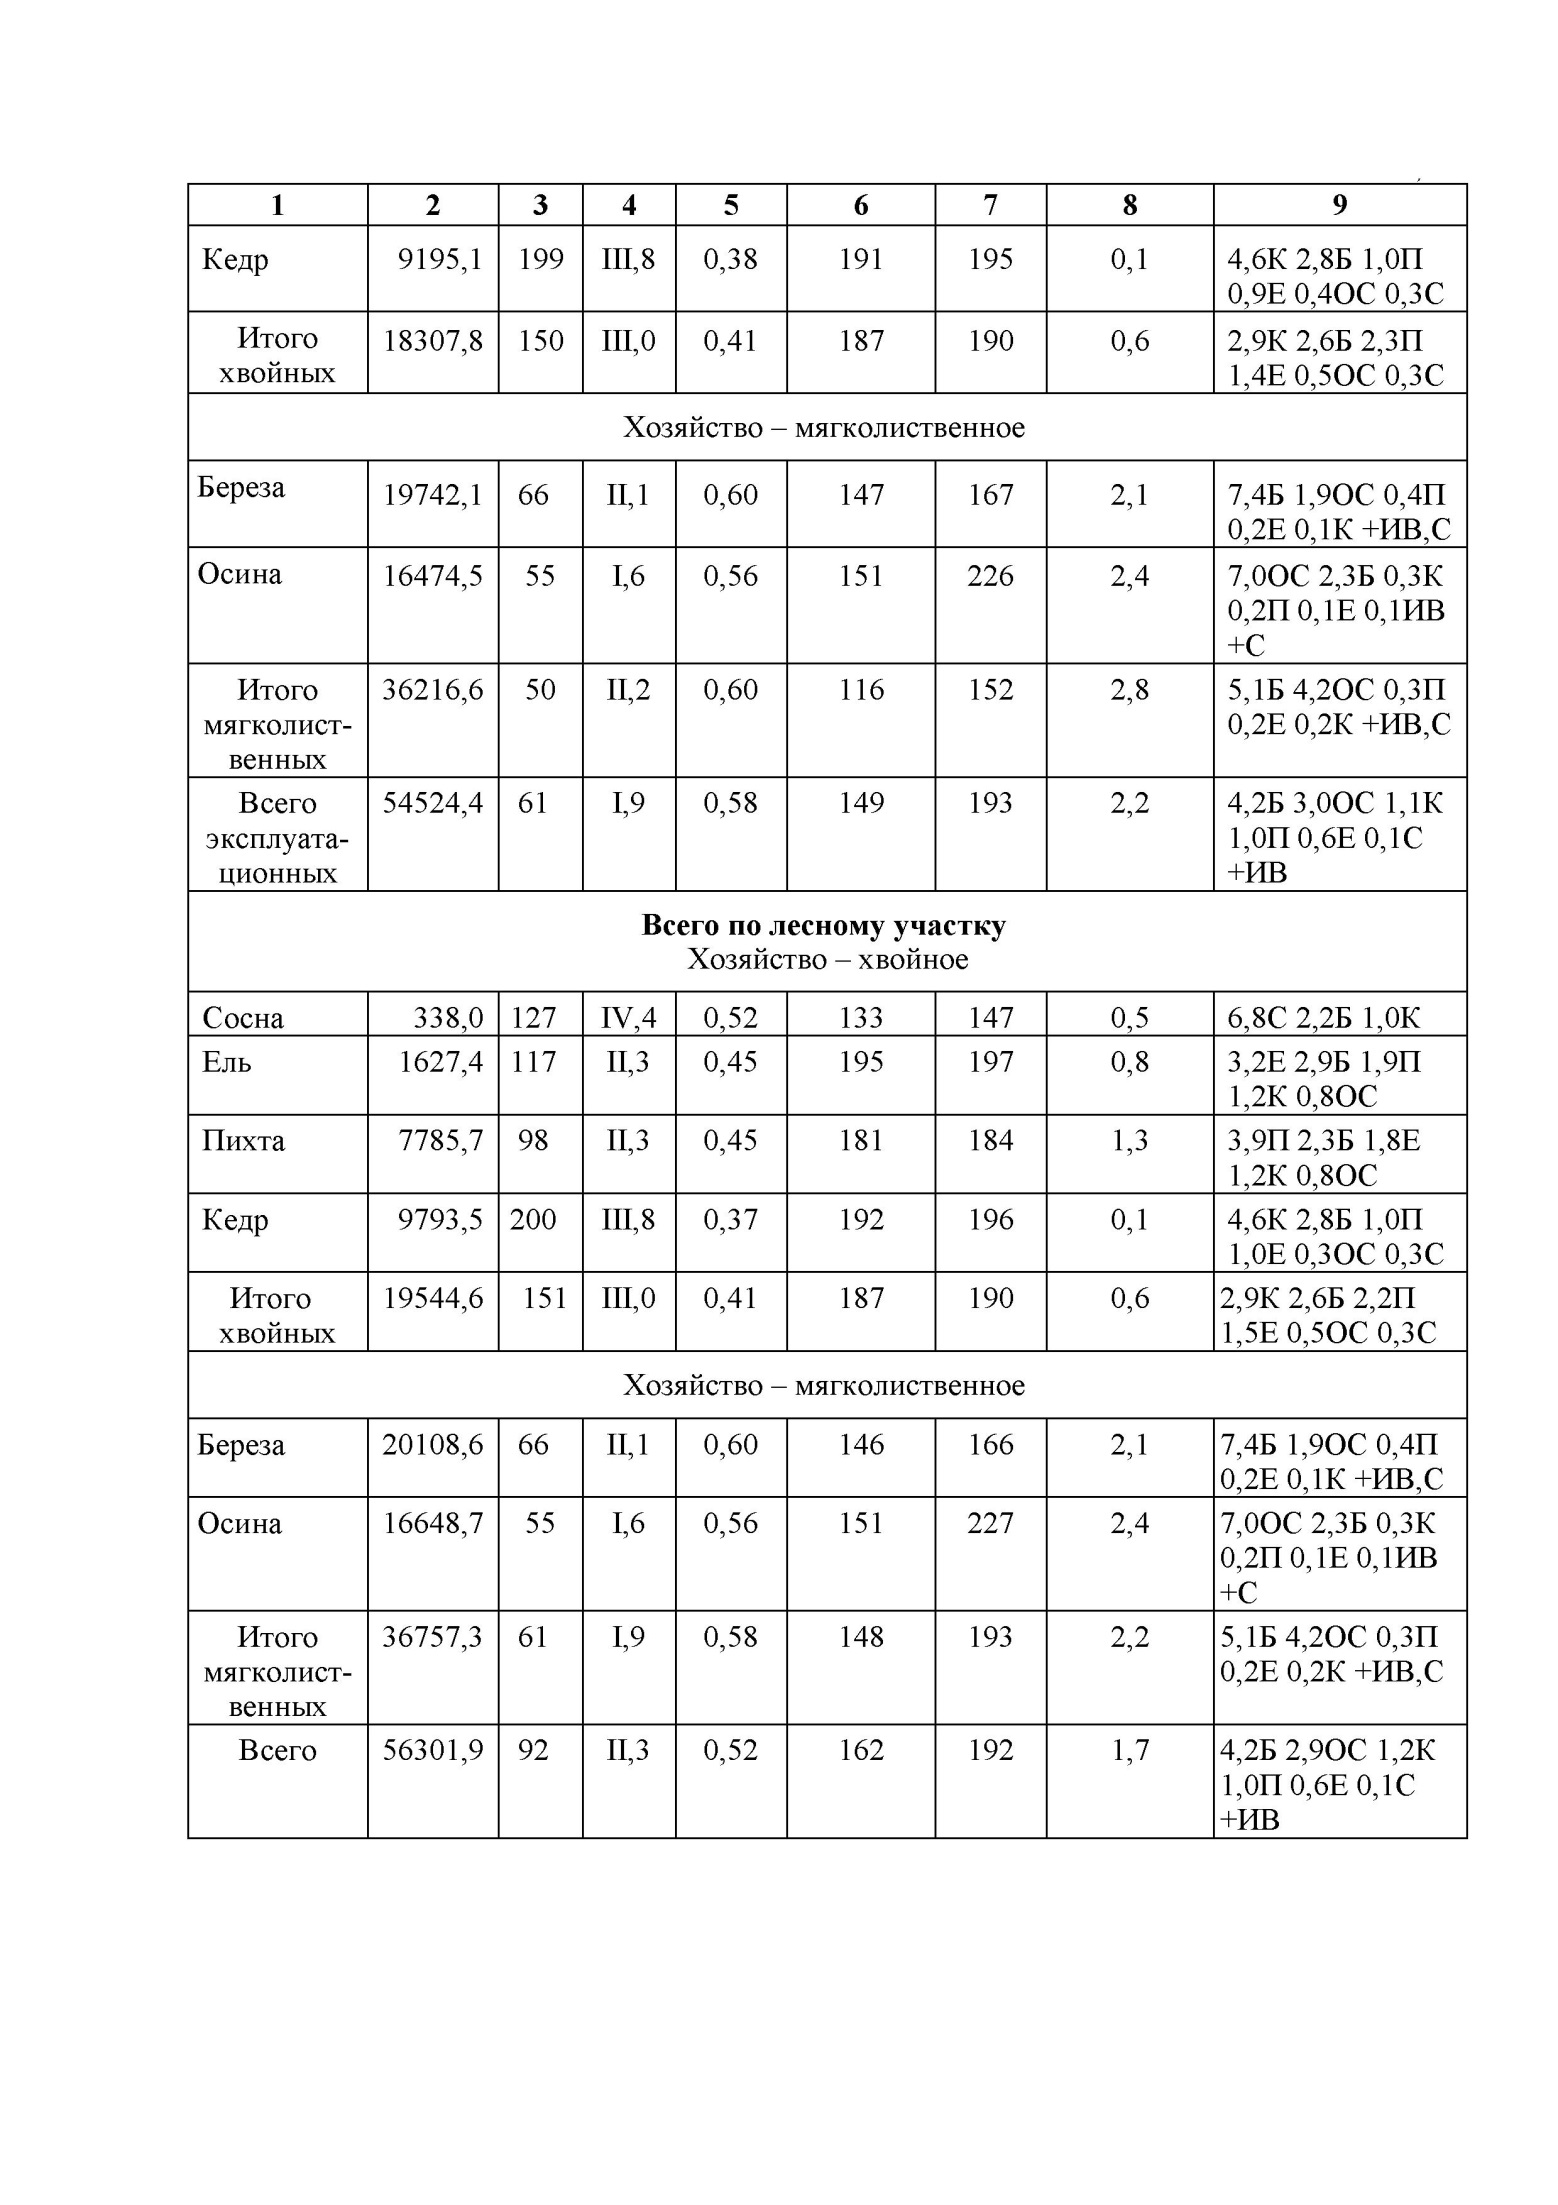 1 2 3 4 5 6 7 8 9
Кедр 9195,1 199 III,8 0,38 191 195 0,1 4,6К 2,8Б 1,0П
0,9Е 0,4ОС 0,3С
Итого 18307,8 150 III,0 0,41 187 190 0,6 2,9К 2,6Б 2,3П
хвойных 1,4Е 0,5ОС 0,3С
Хозяйство – мягколиственное
Береза 19742,1 66 II,1 0,60 147 167 2,1 7,4Б 1,9ОС 0,4П
0,2Е 0,1К +ИВ,С
Осина 16474,5 55 I,6 0,56 151 226 2,4 7,0ОС 2,3Б 0,3К
0,2П 0,1Е 0,1ИВ
+С
Итого 36216,6 50 II,2 0,60 116 152 2,8 5,1Б 4,2ОС 0,3П
мягколист- 0,2Е 0,2К +ИВ,С
венных
Всего 54524,4 61 I,9 0,58 149 193 2,2 4,2Б 3,0ОС 1,1К
эксплуата- 1,0П 0,6Е 0,1С
ционных +ИВ
Всего по лесному участку
Хозяйство – хвойное
Сосна 338,0 127 IV,4 0,52 133 147 0,5 6,8С 2,2Б 1,0К
Ель 1627,4 117 II,3 0,45 195 197 0,8 3,2Е 2,9Б 1,9П
1,2К 0,8ОС
Пихта 7785,7 98 II,3 0,45 181 184 1,3 3,9П 2,3Б 1,8Е
1,2К 0,8ОС
Кедр 9793,5 200 III,8 0,37 192 196 0,1 4,6К 2,8Б 1,0П
1,0Е 0,3ОС 0,3С
Итого 19544,6 151 III,0 0,41 187 190 0,6 2,9К 2,6Б 2,2П
хвойных 1,5Е 0,5ОС 0,3С
Хозяйство – мягколиственное
Береза 20108,6 66 II,1 0,60 146 166 2,1 7,4Б 1,9ОС 0,4П
0,2Е 0,1К +ИВ,С
Осина 16648,7 55 I,6 0,56 151 227 2,4 7,0ОС 2,3Б 0,3К
0,2П 0,1Е 0,1ИВ
+С
Итого 36757,3 61 I,9 0,58 148 193 2,2 5,1Б 4,2ОС 0,3П
мягколист- 0,2Е 0,2К +ИВ,С
венных
Всего 56301,9 92 II,3 0,52 162 192 1,7 4,2Б 2,9ОС 1,2К
1,0П 0,6Е 0,1С
+ИВ